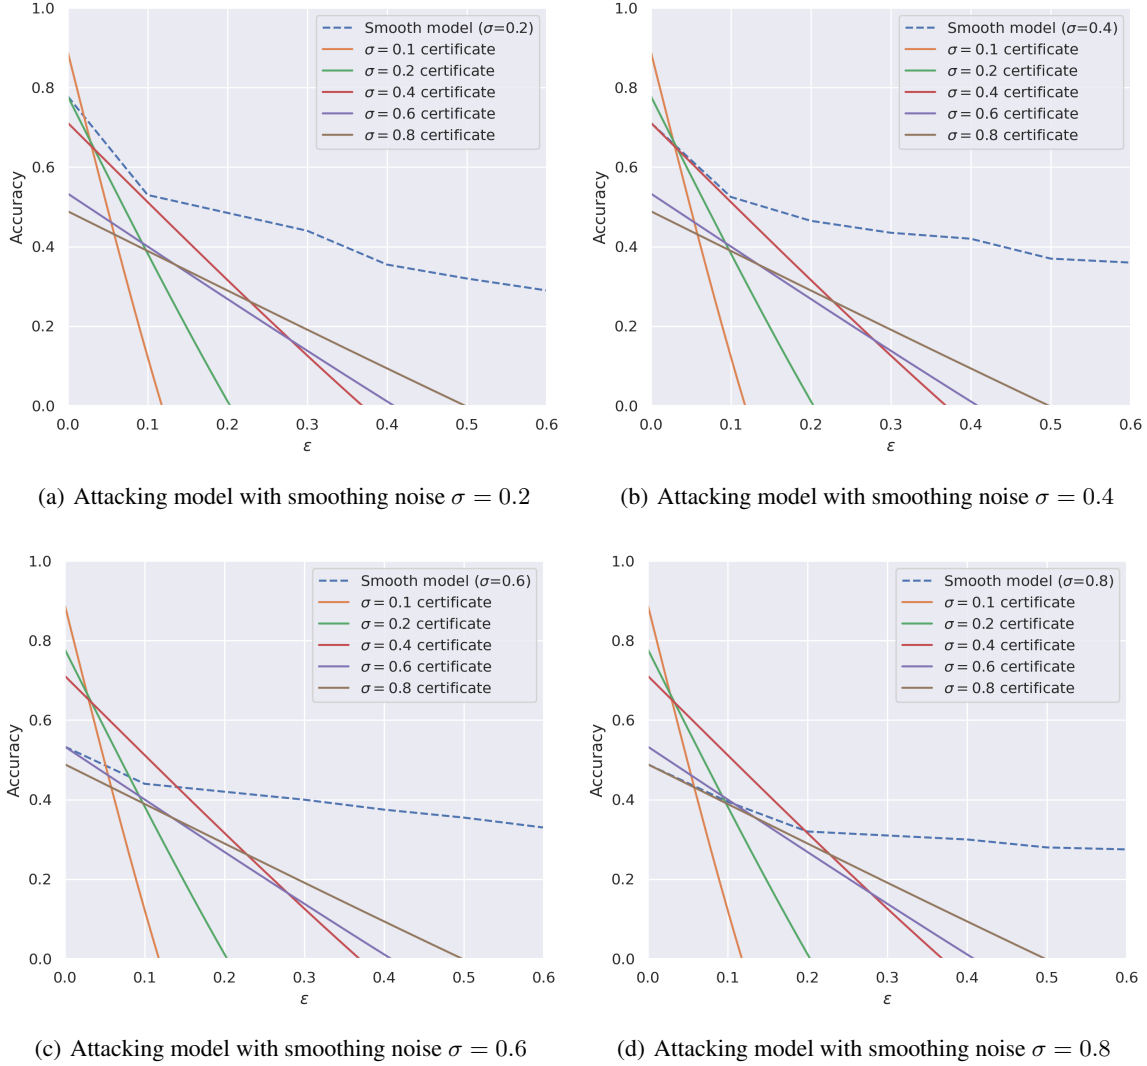 1.0
0.8
0.6
0.4
0.2
0.0
Accuracy
0.0 0.1 0.2 0.3 0.4 0.5 0.6
ε
Smooth model (σ=0.2)
σ = 0.1 certificate
σ = 0.2 certificate
σ = 0.4 certificate
σ = 0.6 certificate
σ = 0.8 certificate
(a) Attacking model with smoothing noise σ = 0.2
1.0
0.8
0.6
0.4
0.2
0.0
Accuracy
0.0 0.1 0.2 0.3 0.4 0.5 0.6
ε
Smooth model (σ=0.4)
σ = 0.1 certificate
σ = 0.2 certificate
σ = 0.4 certificate
σ = 0.6 certificate
σ = 0.8 certificate
(b) Attacking model with smoothing noise σ = 0.4
1.0
0.8
0.6
0.4
0.2
0.0
Accuracy
0.0 0.1 0.2 0.3 0.4 0.5 0.6
ε
Smooth model (σ=0.6)
σ = 0.1 certificate
σ = 0.2 certificate
σ = 0.4 certificate
σ = 0.6 certificate
σ = 0.8 certificate
(c) Attacking model with smoothing noise σ = 0.6
1.0
0.8
0.6
0.4
0.2
0.0
Accuracy
0.0 0.1 0.2 0.3 0.4 0.5 0.6
ε
Smooth model (σ=0.8)
σ = 0.1 certificate
σ = 0.2 certificate
σ = 0.4 certificate
σ = 0.6 certificate
σ = 0.8 certificate
(d) Attacking model with smoothing noise σ = 0.8